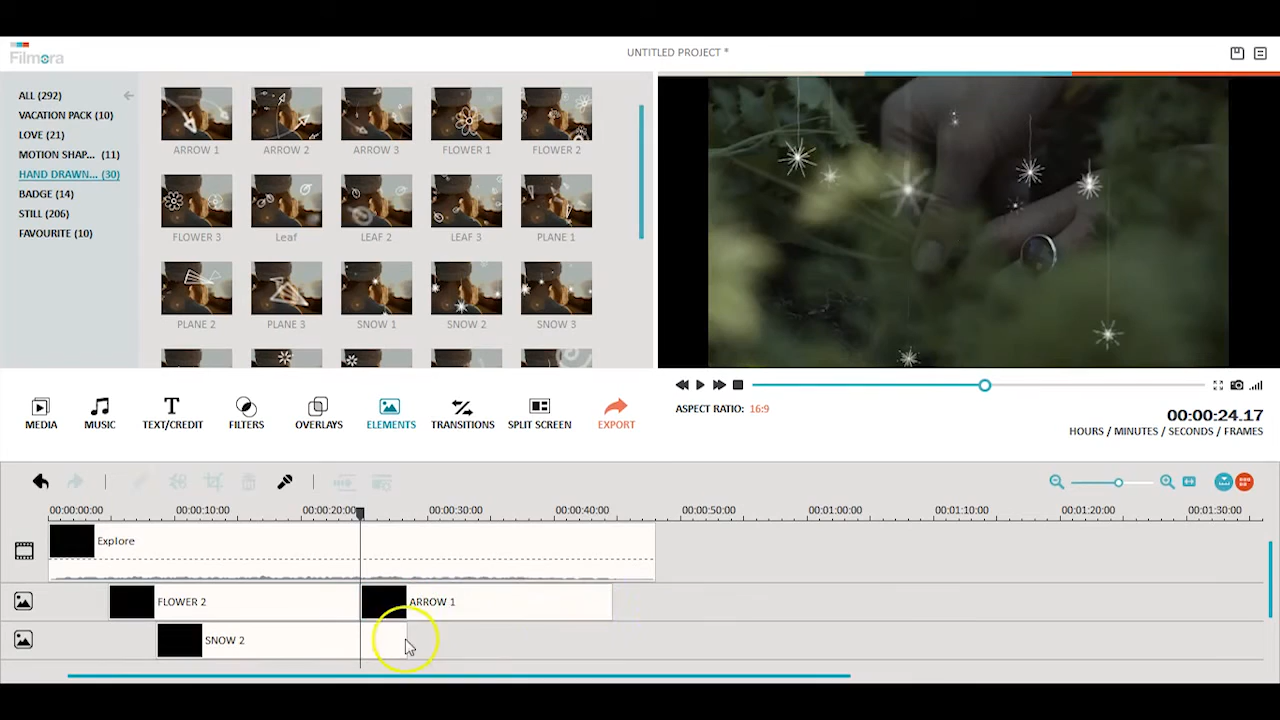 Filmora
UNTITLED PROJECT *
ALL (292)
VACATION PACK (10)
LOVE (21)
MOTION SHAP... (11)
HAND DRAWN... (30)
BADGE (14)
STILL (206)
FAVOURITE (10)
ARROW 1
ARROW 2
ARROW 3
FLOWER 1
FLOWER 2
FLOWER 3
Leaf
LEAF 2
LEAF 3
PLANE 1
PLANE 2
PLANE 3
SNOW 1
SNOW 2
SNOW 3
MEDIA
MUSIC
TEXT/CREDIT
FILTERS
OVERLAYS
ELEMENTS
TRANSITIONS
SPLIT SCREEN
EXPORT
ASPECT RATIO: 16:9
00:00:24.17
HOURS / MINUTES / SECONDS / FRAMES
00:00:00:00
00:00:10:00
00:00:20:00
00:00:30:00
00:00:40:00
00:00:50:00
00:01:00:00
00:01:10:00
00:01:20:00
00:01:30:00
Explore
FLOWER 2
ARROW 1
SNOW 2